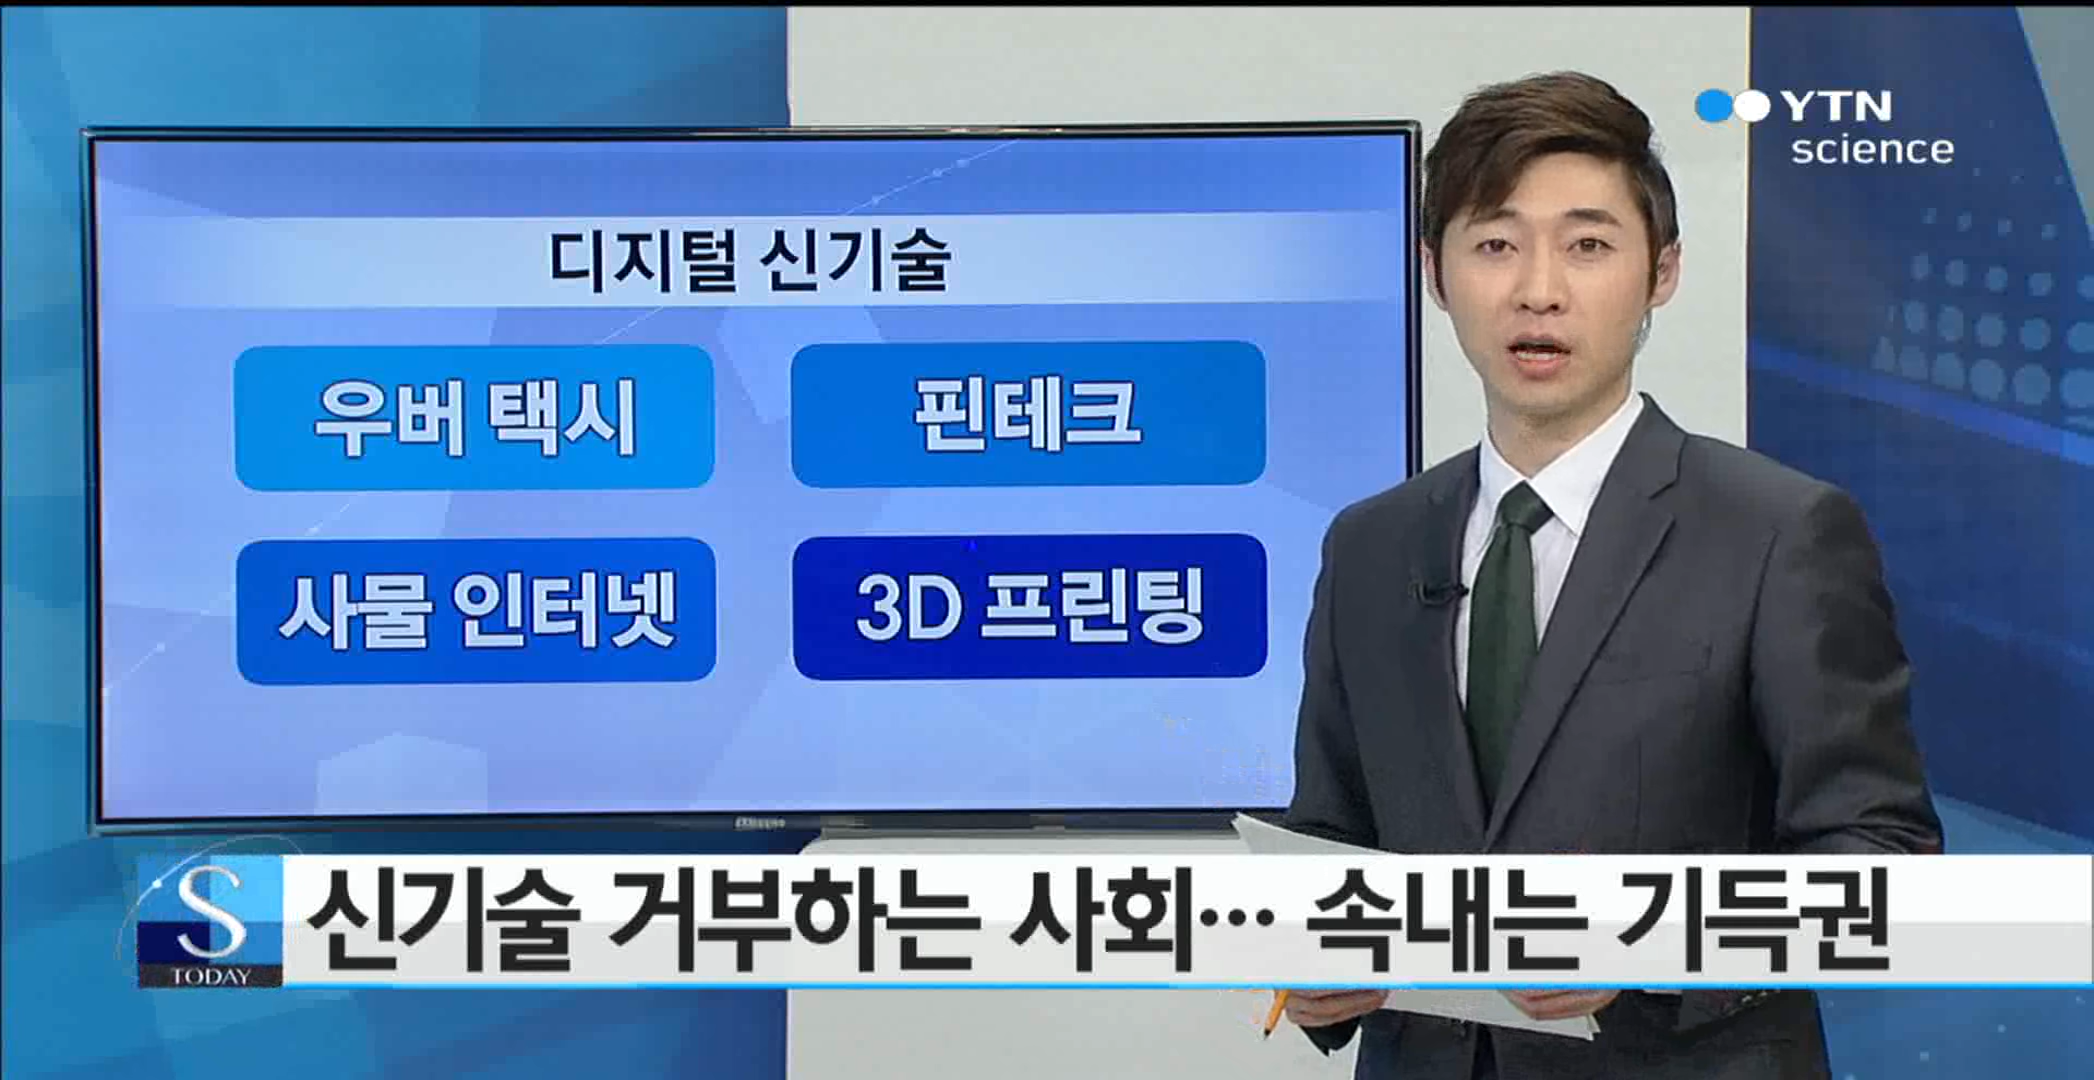 YTN
science
디지털 신기술
우버 택시
핀테크
사물 인터넷
3D 프린팅
S
TODAY
신기술 거부하는 사회… 속내는 기득권